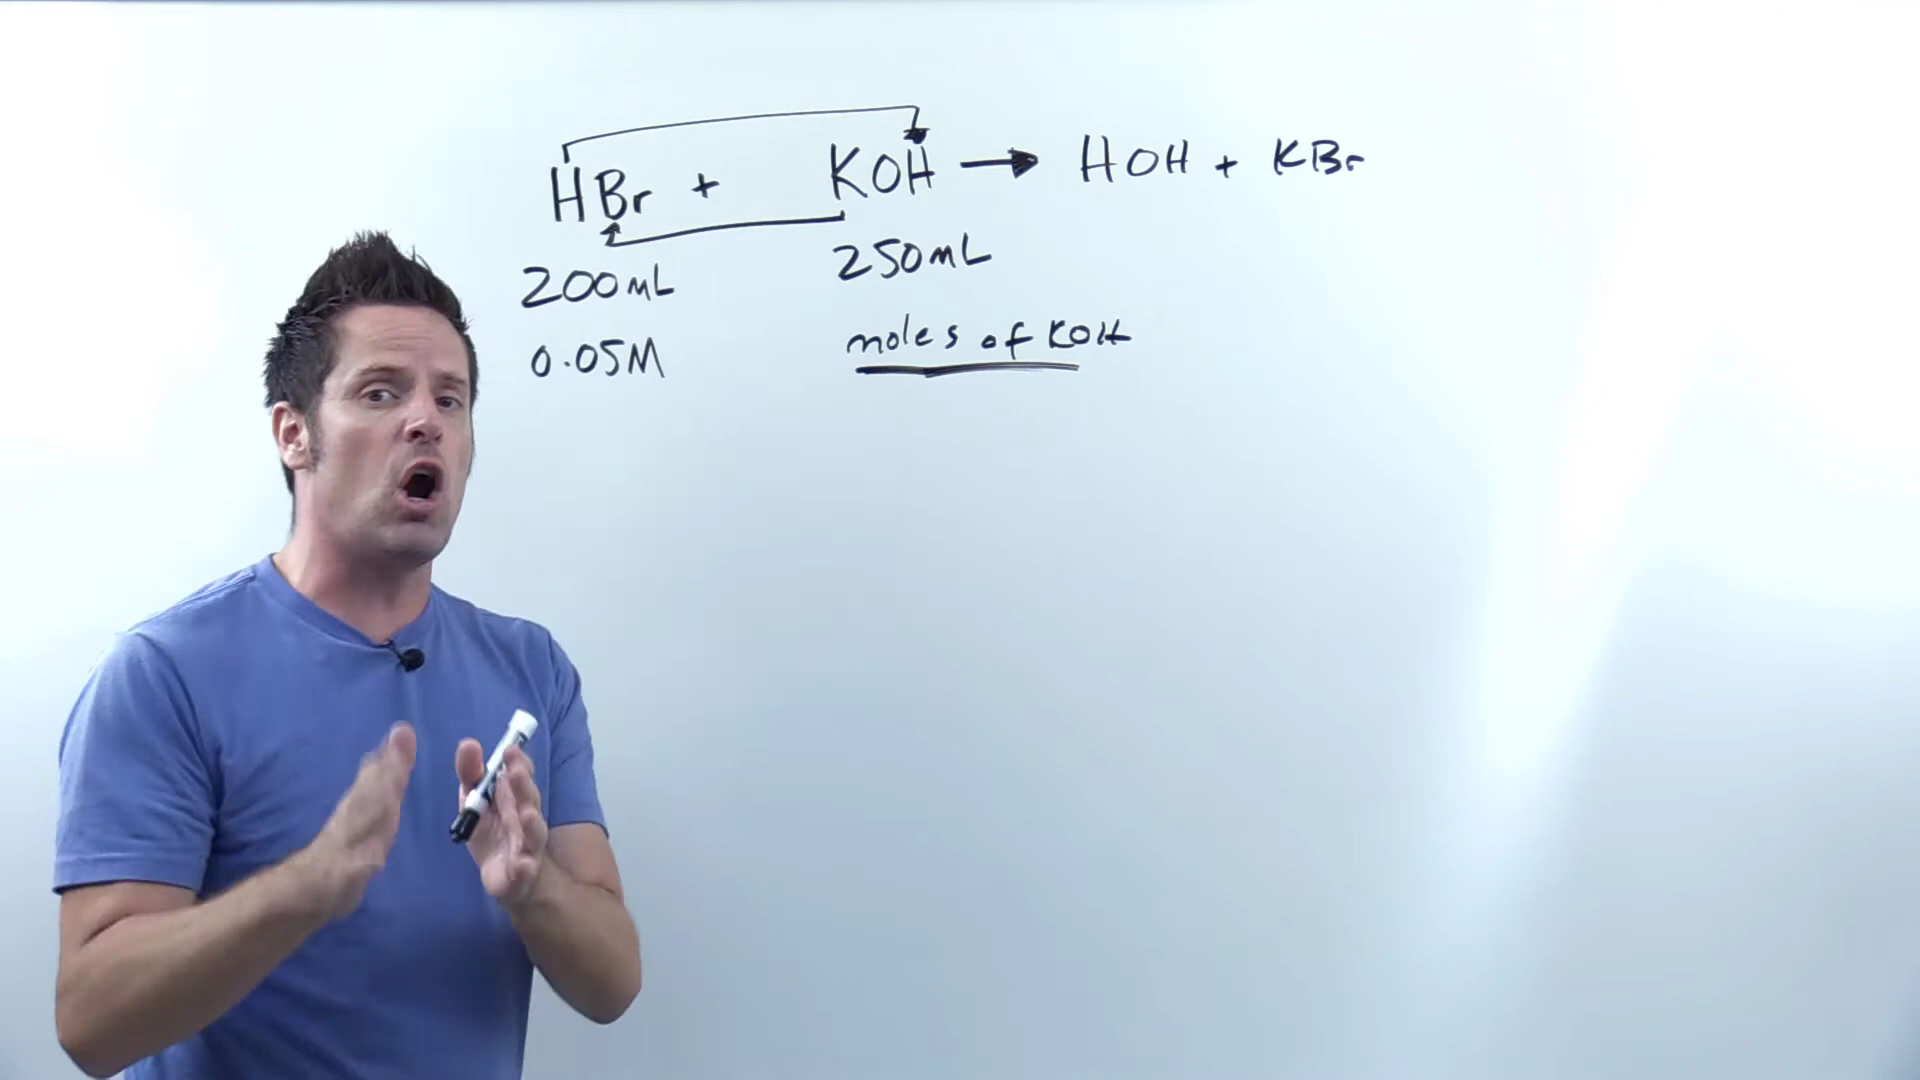 HBr + KOH → HOH + KBr
200mL 250mL
0.05M moles of KOH